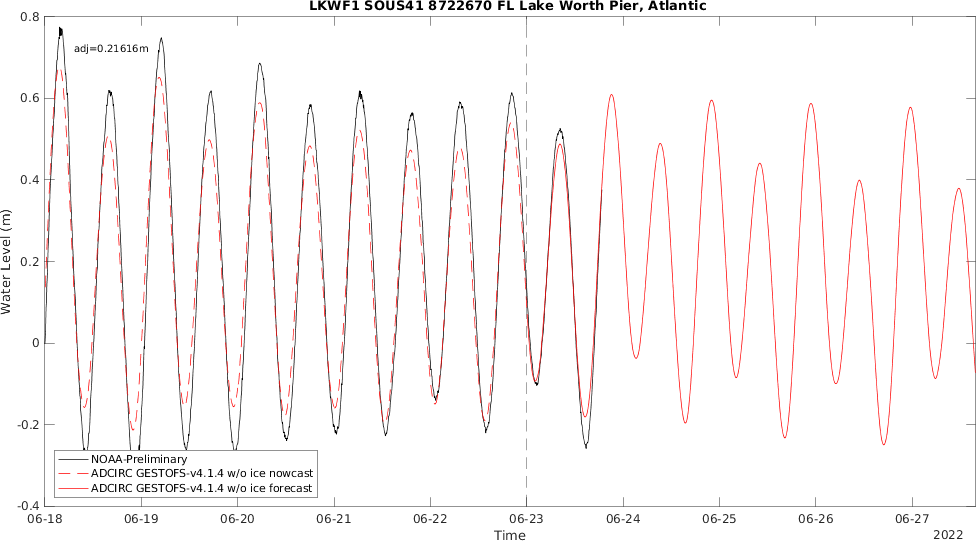 LKWF1 SOUS41 8722670 FL Lake Worth Pier, Atlantic
0.8
adj=0.21616m
0.6
0.4
0.2
0
-0.2
-0.4
Water Level (m)
NOAA-Preliminary
ADCIRC GESTOFS-v4.1.4 w/o ice nowcast
ADCIRC GESTOFS-v4.1.4 w/o ice forecast
06-18 06-19 06-20 06-21 06-22 06-23 06-24 06-25 06-26 06-27
Time
2022